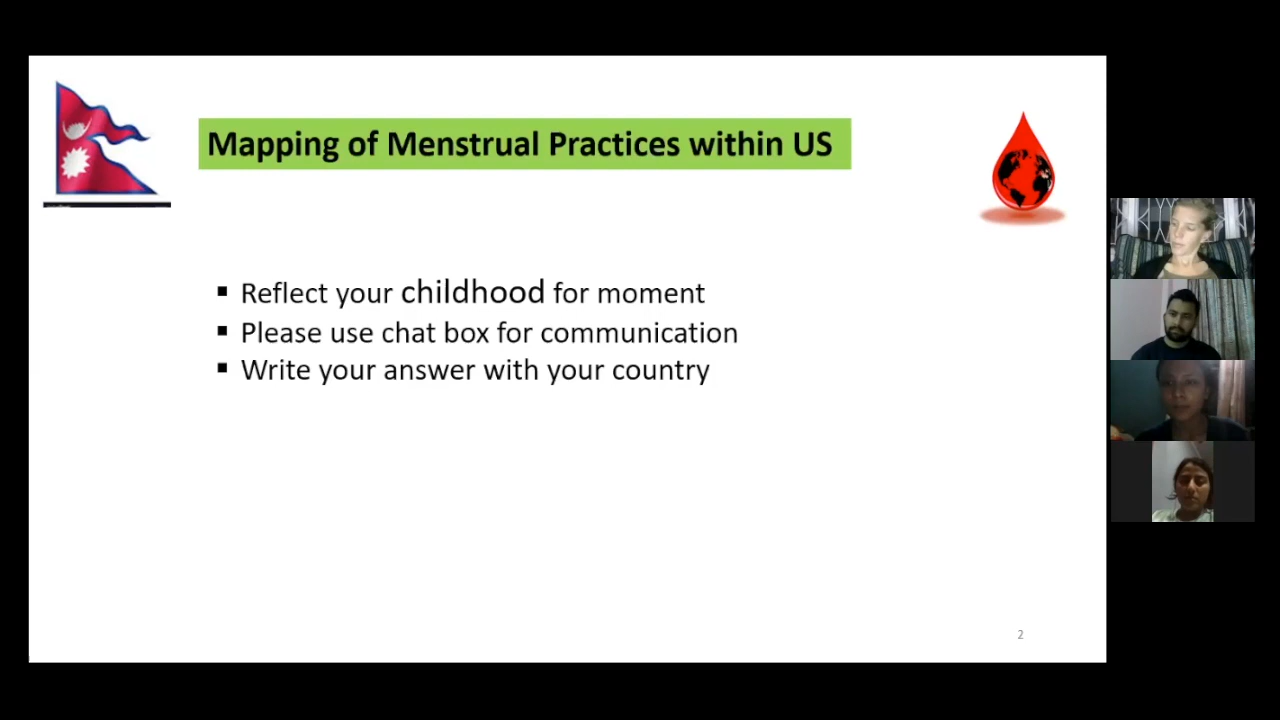 Mapping of Menstrual Practices within US
▪ Reflect your childhood for moment
▪ Please use chat box for communication
▪ Write your answer with your country
2